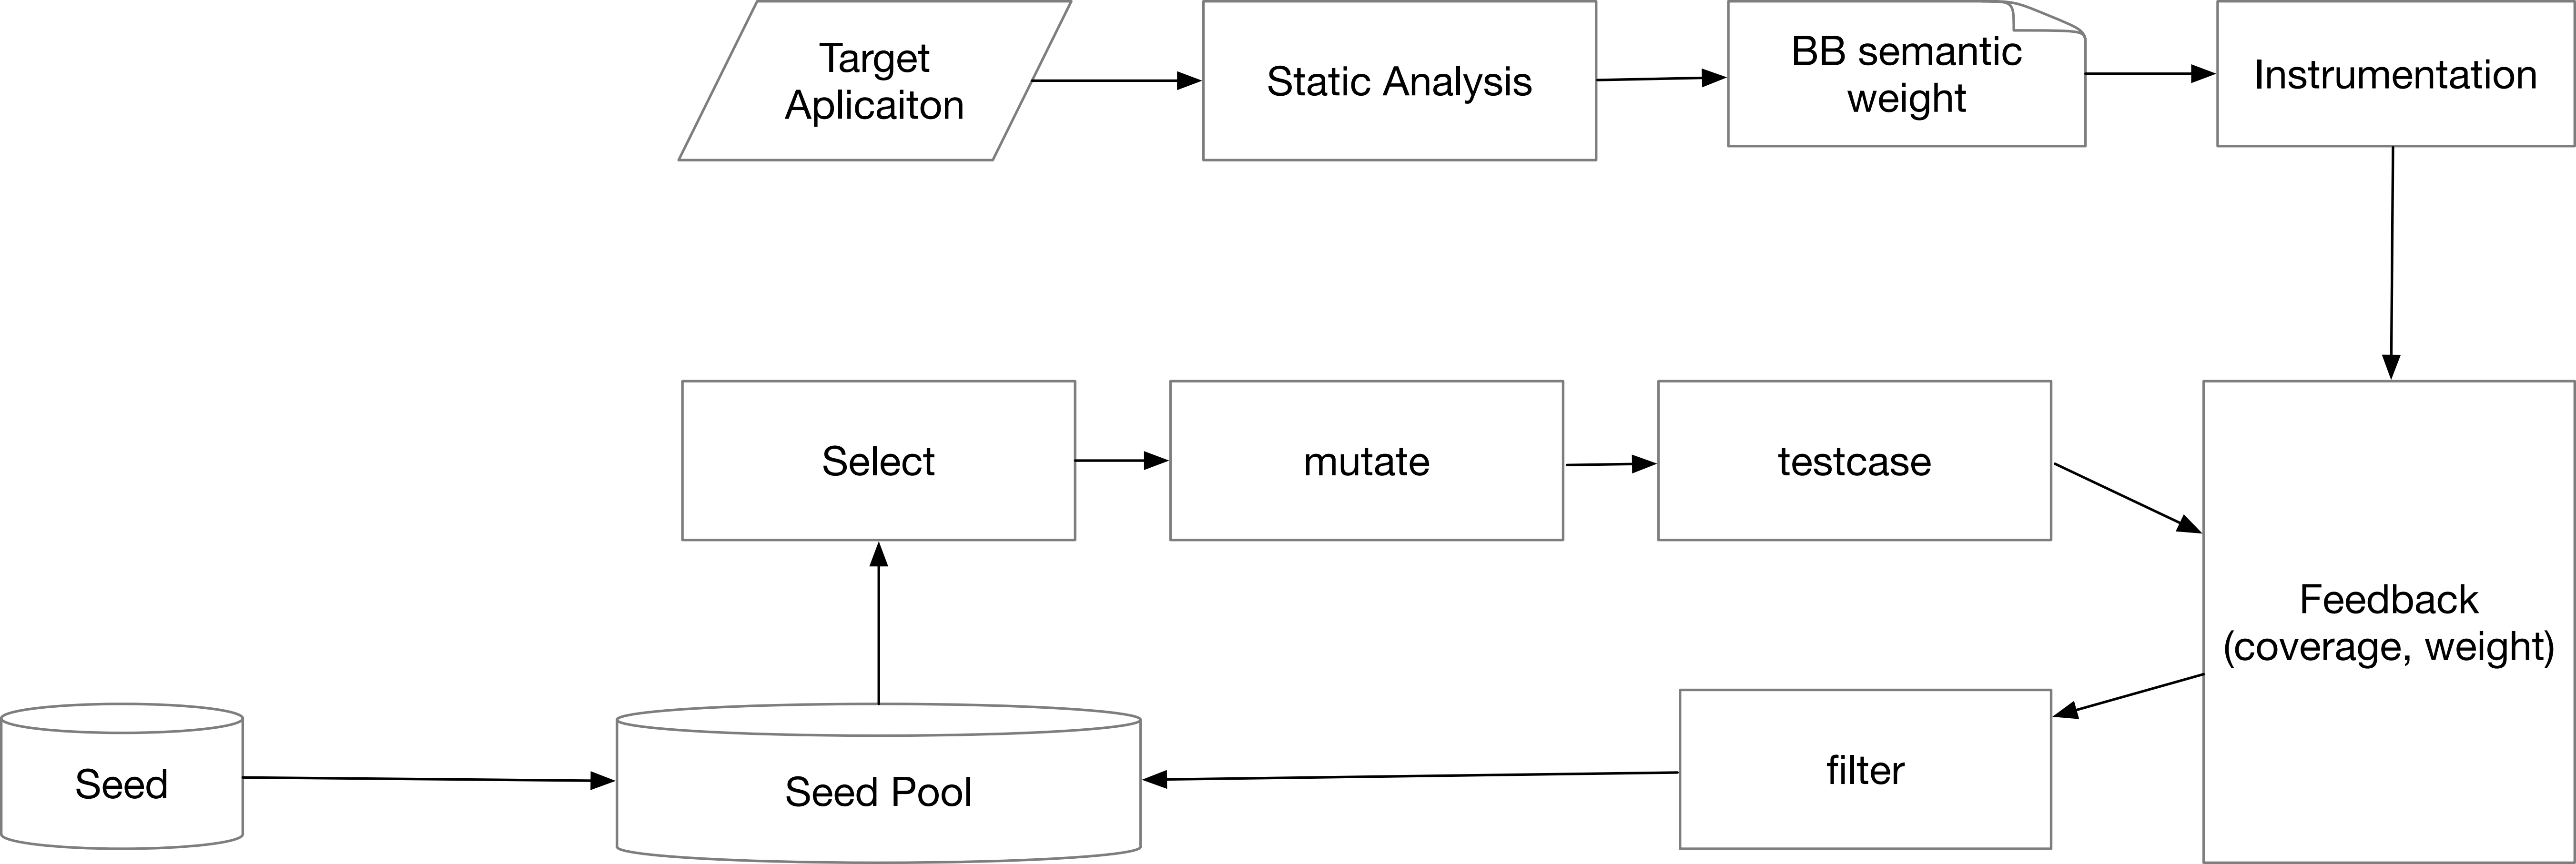 Target
Aplicaiton
Static Analysis
BB semantic
weight
Instrumentation
Select
mutate
testcase
Feedback
(coverage, weight)
Seed
Seed Pool
filter